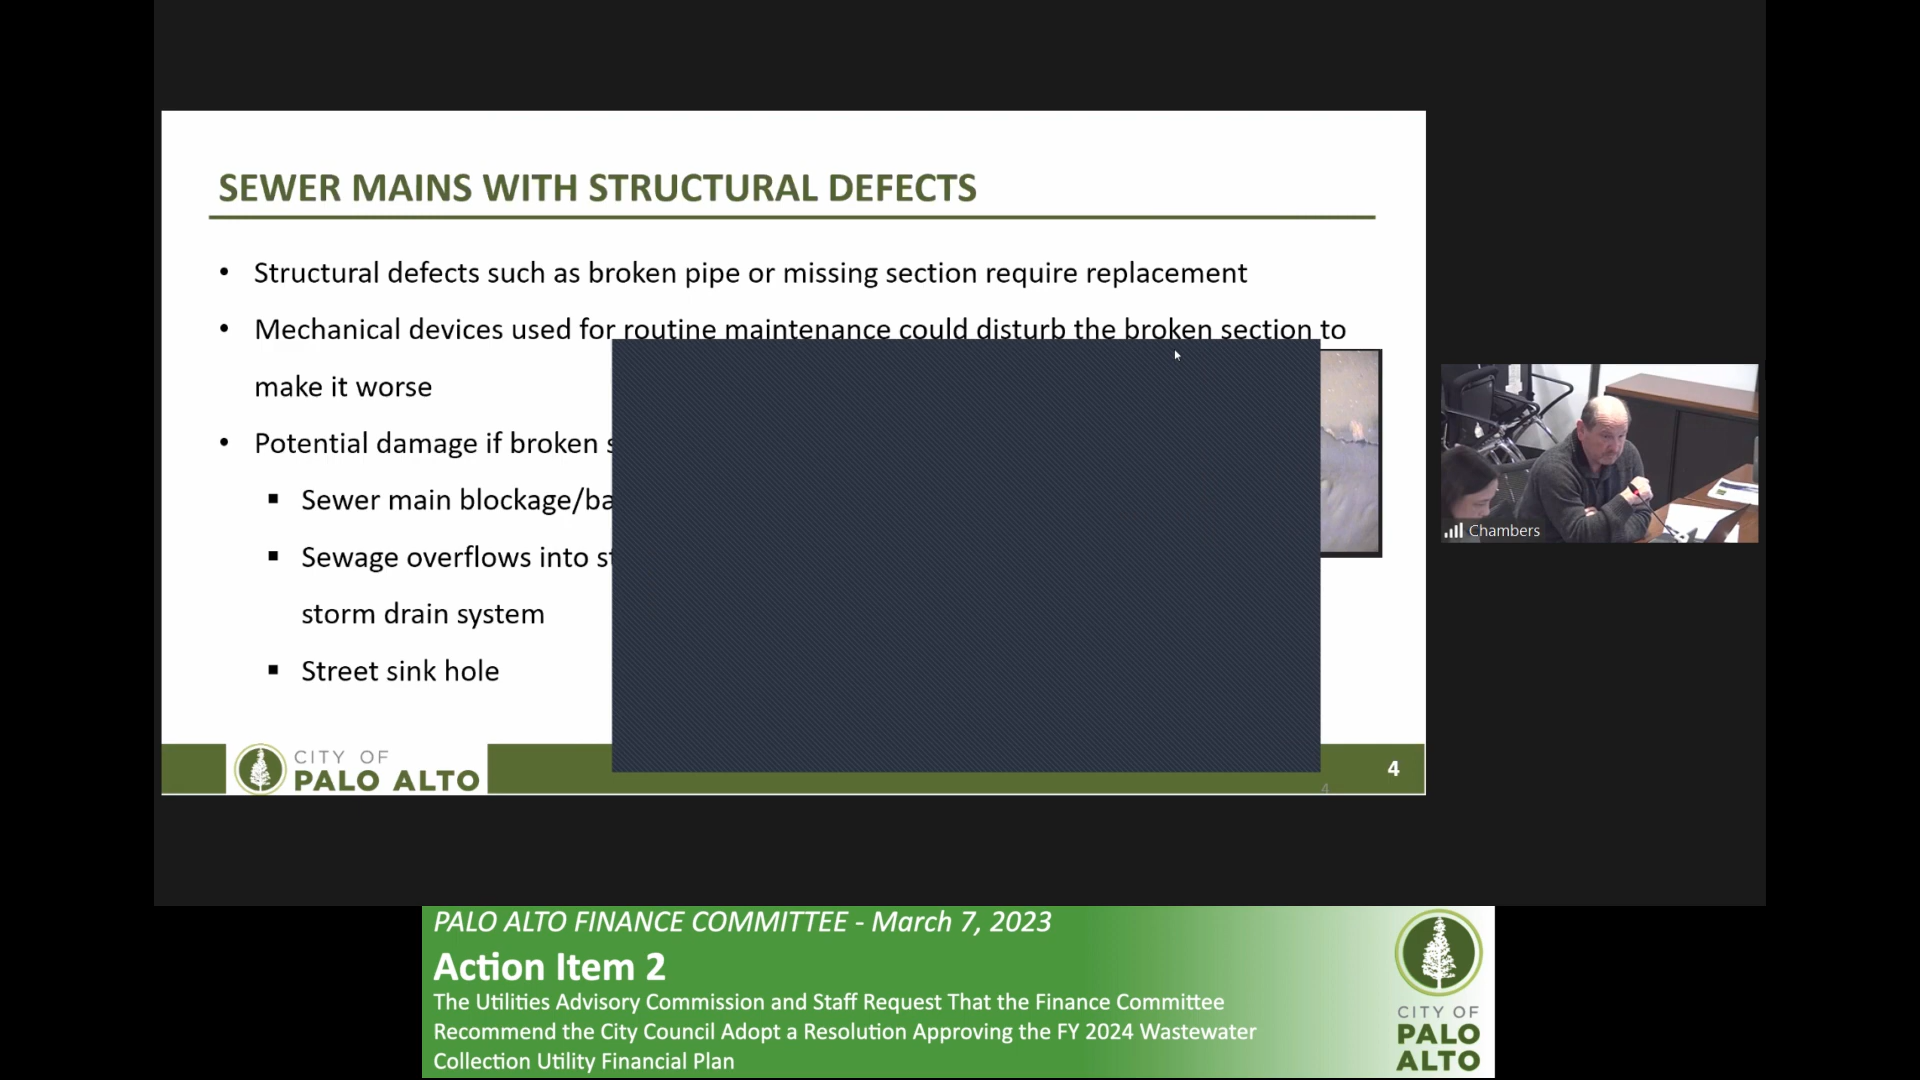 SEWER MAINS WITH STRUCTURAL DEFECTS
• Structural defects such as broken pipe or missing section require replacement
• Mechanical devices used for routine maintenance could disturb the broken section to
make it worse
• Potential damage if broken
▪ Sewer main blockage/ba
▪ Sewage overflows into
storm drain system
▪ Street sink hole
CITY OF
PALO ALTO
4
4
Chambers
PALO ALTO FINANCE COMMITTEE - March 7, 2023
Action Item 2
The Utilities Advisory Commission and Staff Request That the Finance Committee
Recommend the City Council Adopt a Resolution Approving the FY 2024 Wastewater
Collection Utility Financial Plan
CITY OF
PALO
ALTO